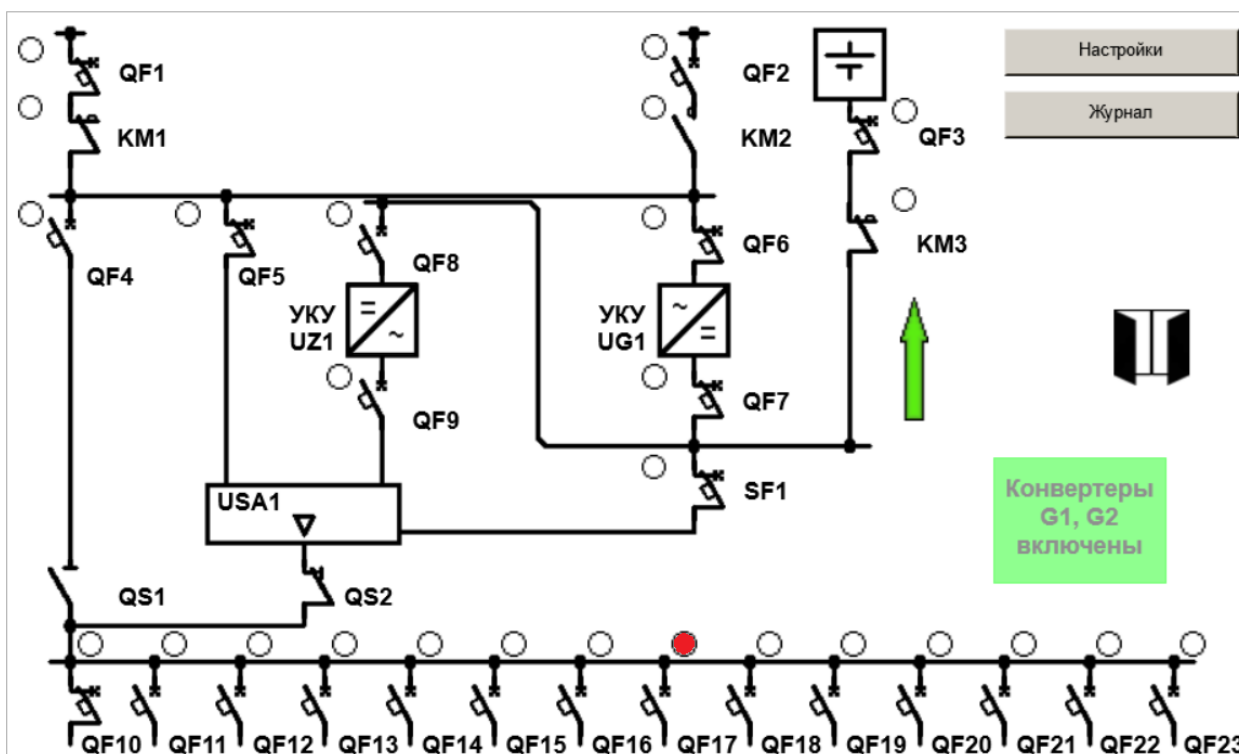 Настройки
QF1
QF2
Журнал
KM1
KM2
QF3
QF4
QF5
QF8
QF6
KM3
УКУ
UZ1
=
~
УКУ
UG1
~
=
QF9
QF7
USA1
SF1
Конвертеры
G1, G2
включены
QS1
QS2
QF10 QF11 QF12 QF13 QF14 QF15 QF16 QF17 QF18 QF19 QF20 QF21 QF22 QF23